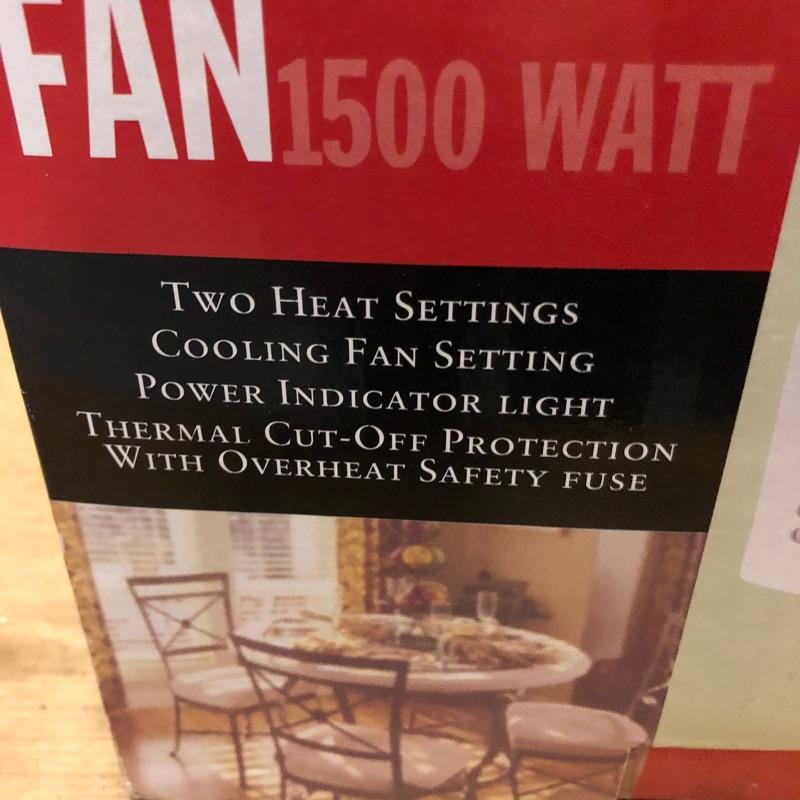 FAN 1500 WATT
TWO HEAT SETTINGS
COOLING FAN SETTING
POWER INDICATOR LIGHT
THERMAL CUT-OFF PROTECTION
WITH OVERHEAT SAFETY FUSE